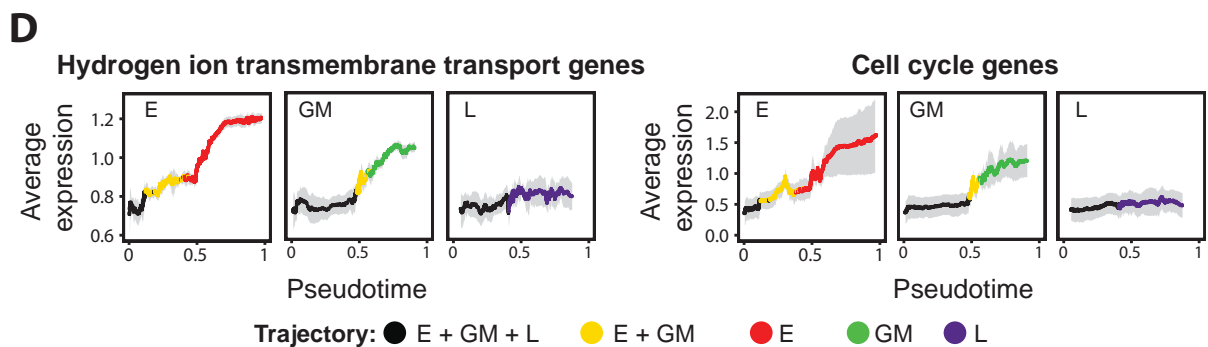 D
Hydrogen ion transmembrane transport genes
Cell cycle genes
Average
expression
1.2
1.0
0.8
0.6
E
GM
L
0 0.5 1
0 0.5 1
0 0.5 1
Average
expression
2.0
1.5
1.0
0.5
0.0
E
GM
L
0 0.5 1
0 0.5 1
0 0.5 1
Pseudotime
Pseudotime
Trajectory: E + GM + L E + GM E GM L